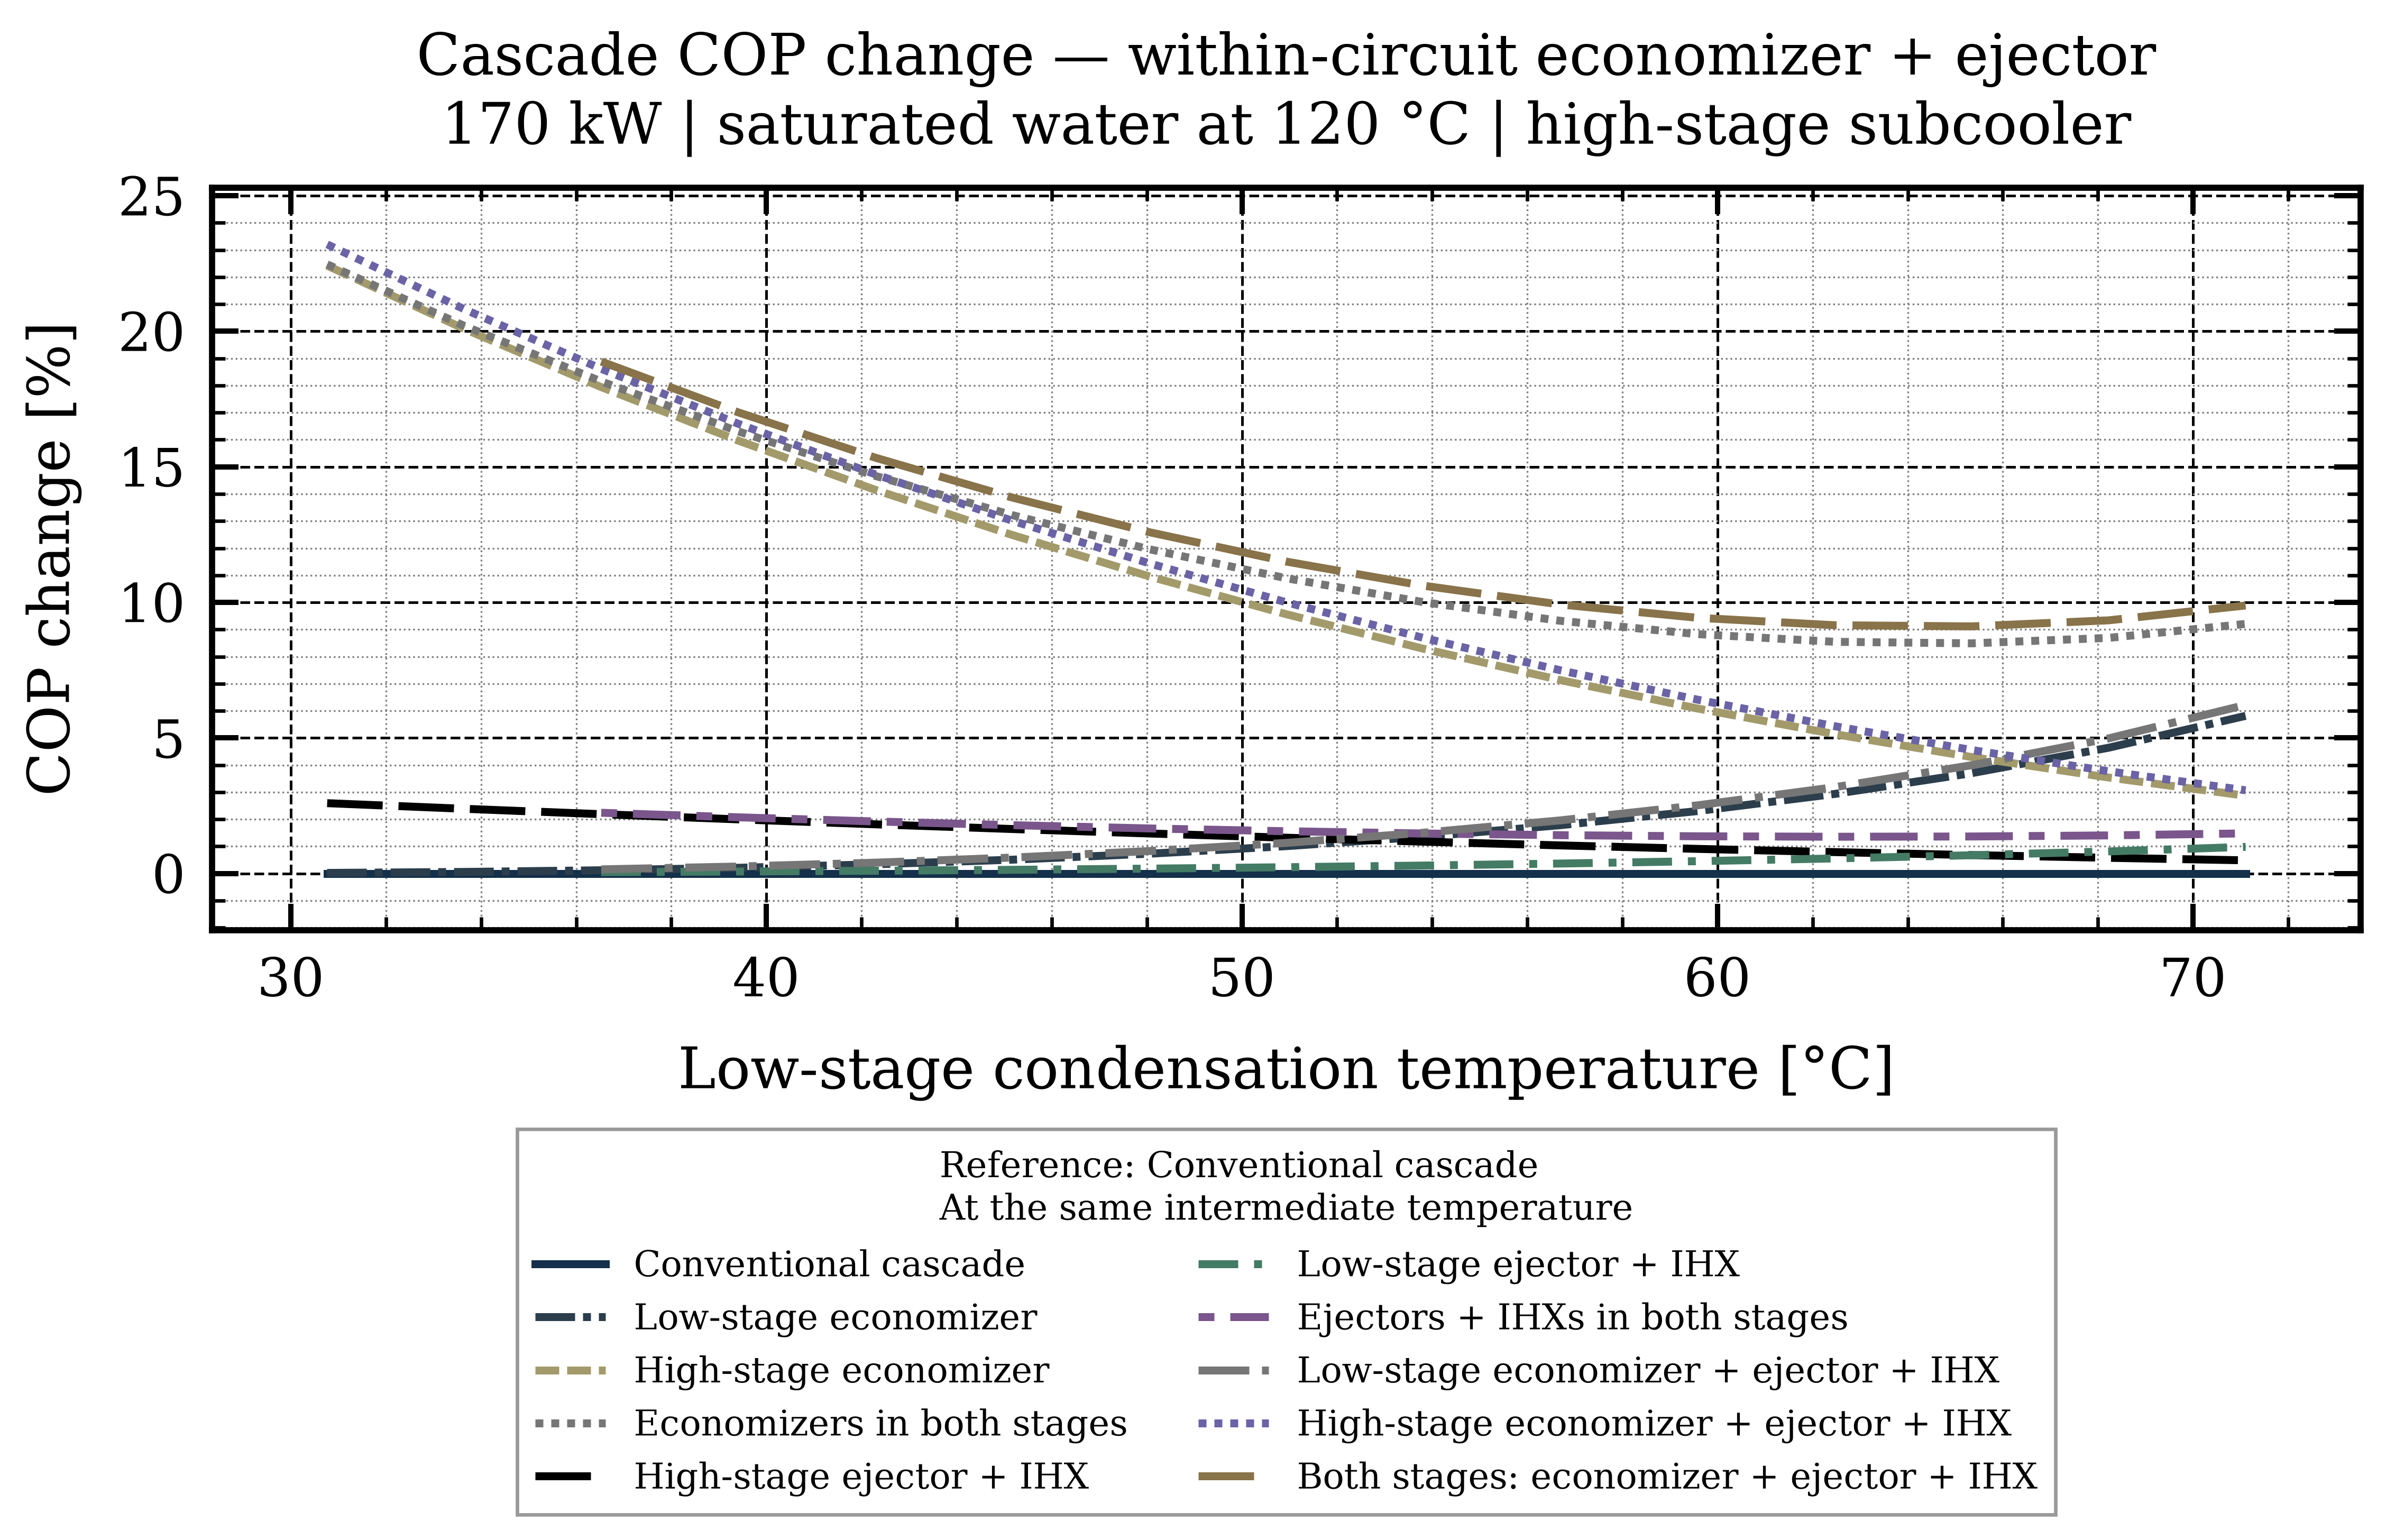 Cascade COP change — within-circuit economizer + ejector
170 kW | saturated water at 120 °C | high-stage subcooler
COP change [%]
25
20
15
10
5
0
30
40
50
60
70
Low-stage condensation temperature [°C]
Reference: Conventional cascade
At the same intermediate temperature
Conventional cascade
Low-stage economizer
High-stage economizer
Economizers in both stages
High-stage ejector + IHX
Low-stage ejector + IHX
Ejectors + IHXs in both stages
Low-stage economizer + ejector + IHX
High-stage economizer + ejector + IHX
Both stages: economizer + ejector + IHX